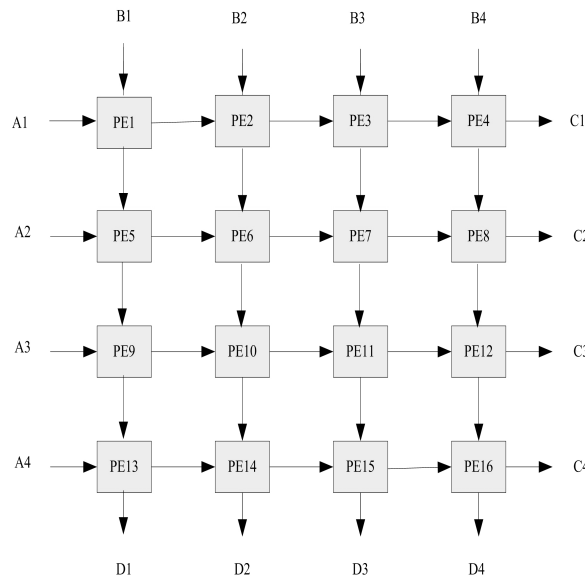 B1 B2 B3 B4
A1 PE1 PE2 PE3 PE4 C1
A2 PE5 PE6 PE7 PE8 C2
A3 PE9 PE10 PE11 PE12 C3
A4 PE13 PE14 PE15 PE16 C4
D1 D2 D3 D4